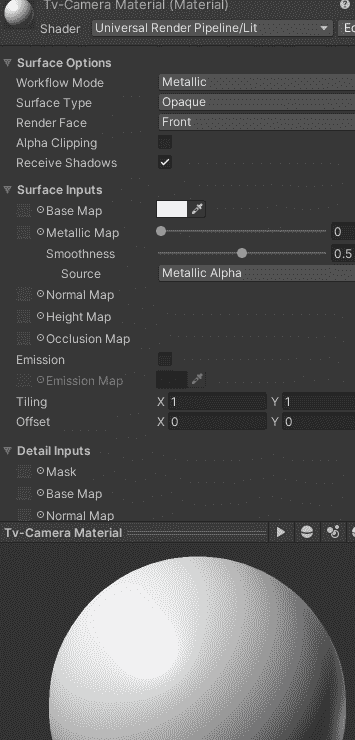 Tv-Camera Material (Material)
Shader Universal Render Pipeline/Lit
Surface Options
Workflow Mode Metallic
Surface Type Opaque
Render Face Front
Alpha Clipping
Receive Shadows
Surface Inputs
Base Map
Metallic Map 0
Smoothness 0.5
Source Metallic Alpha
Normal Map
Height Map
Occlusion Map
Emission
Emission Map
Tiling X 1 Y 1
Offset X 0 Y 0
Detail Inputs
Mask
Base Map
Normal Map
Tv-Camera Material